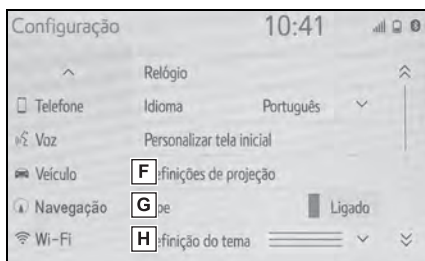 Configuração 10:41
Relógio
Telefone Idioma Português
Voz Personalizar tela inicial
Veículo F efinições de projeção
Navegação G Ligado
Wi-Fi H efinição do tema